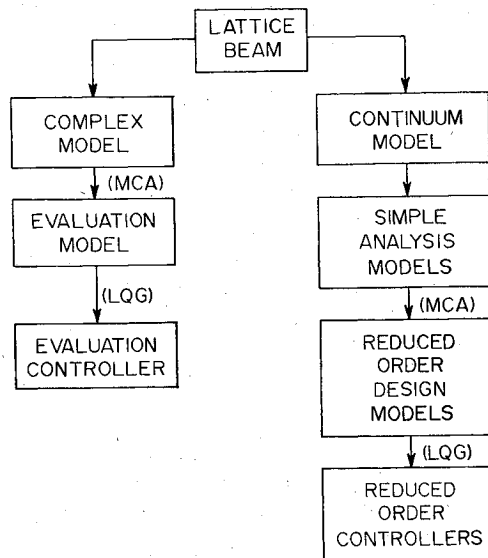 LATTICE
BEAM
COMPLEX
MODEL
(MCA)
EVALUATION
MODEL
(LQG)
EVALUATION
CONTROLLER
CONTINUUM
MODEL
SIMPLE
ANALYSIS
MODELS
(MCA)
REDUCED
ORDER
DESIGN
MODELS
(LQG)
REDUCED
ORDER
CONTROLLERS